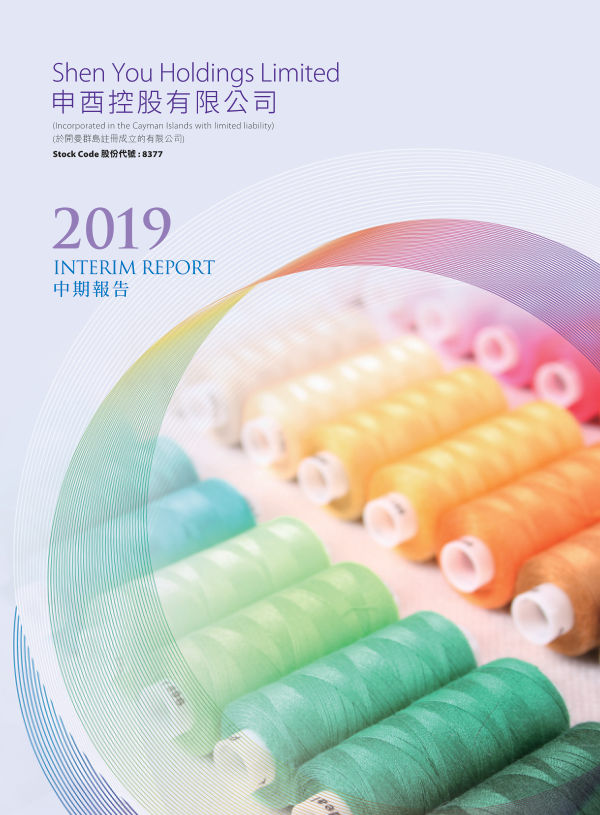 Shen You Holdings Limited
申酉控股有限公司
(Incorporated in the Cayman Islands with limited liability)
(於開曼群島註冊成立的有限公司)
Stock Code 股份代號 : 8377
2019
INTERIM REPORT
中期報告